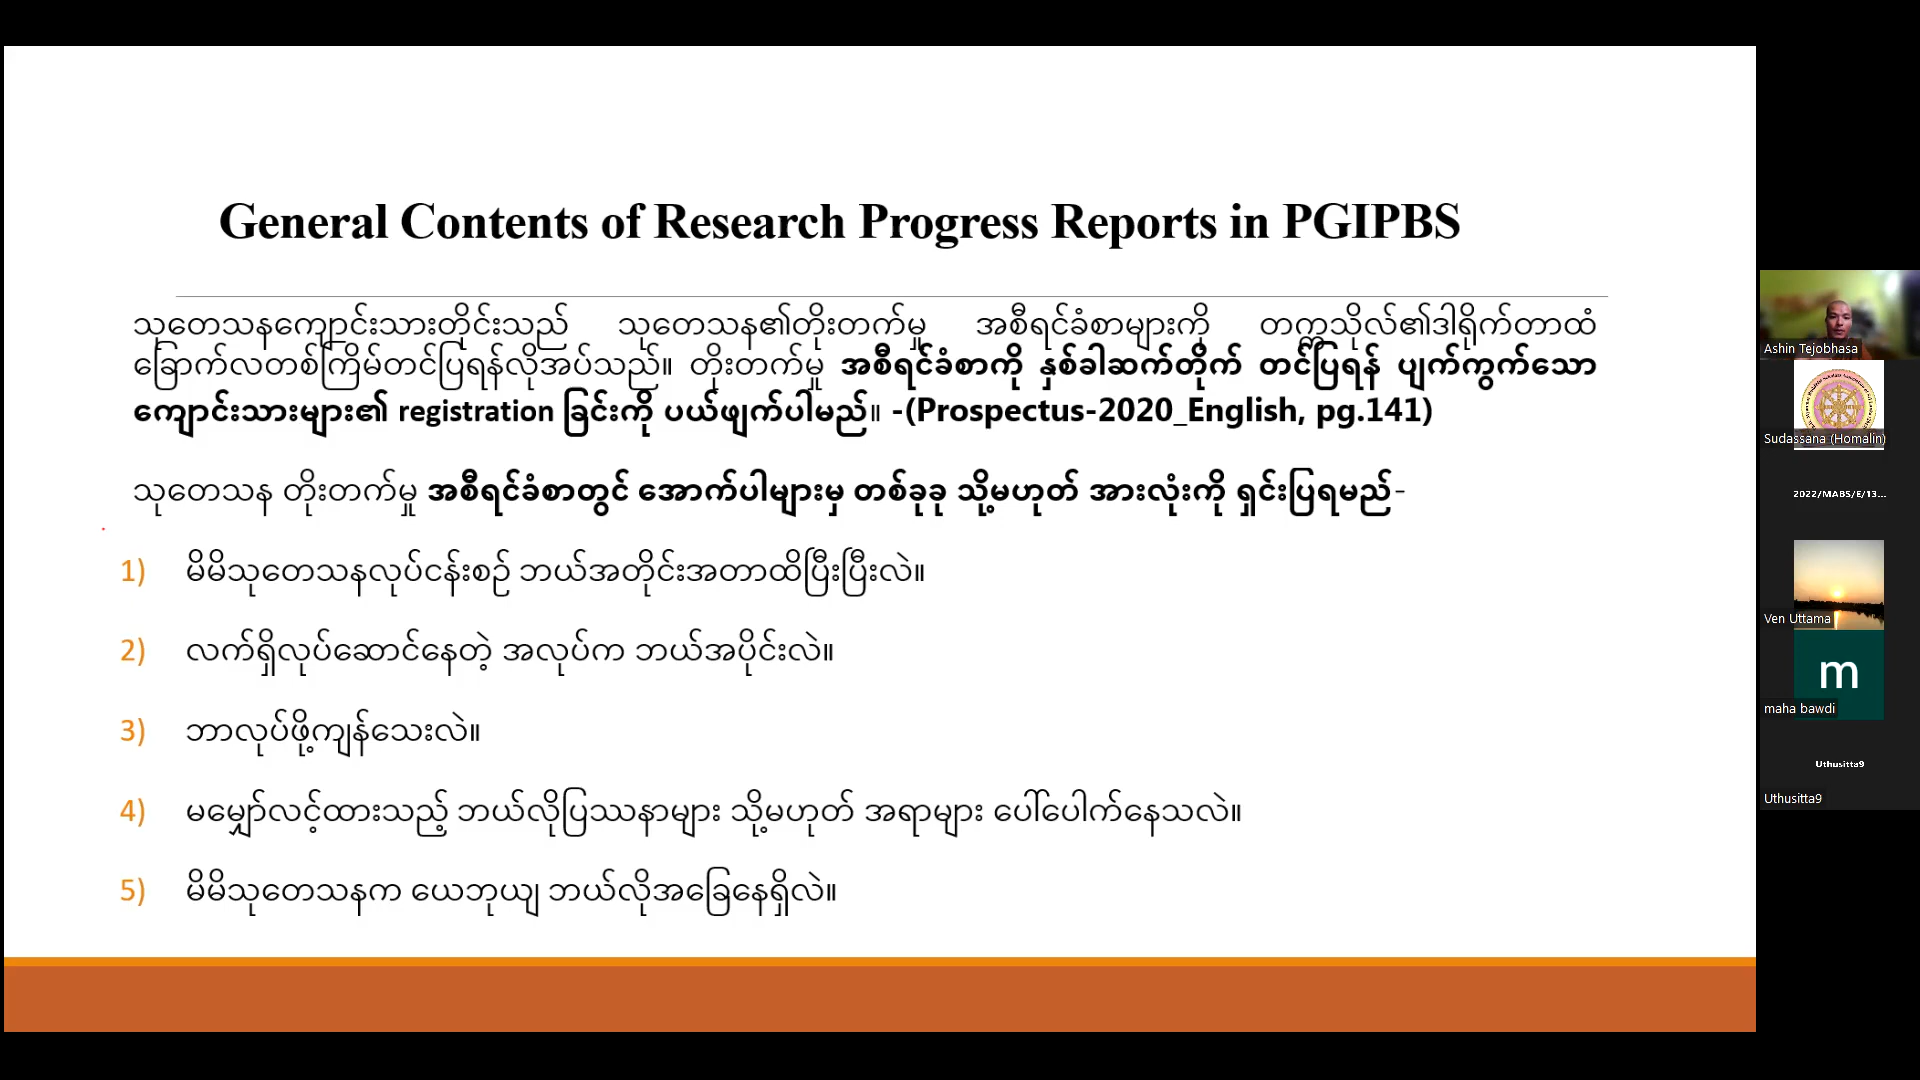 General Contents of Research Progress Reports in PGIPBS
သုတေသနကျောင်းသားတိုင်းသည် သုတေသန၏တိုးတက်မှု အစီရင်ခံစာများကို တက္ကသိုလ်၏ဒါရိုက်တာထံ
ခြောက်လတစ်ကြိမ်တင်ပြရန်လိုအပ်သည်။ တိုးတက်မှု အစီရင်ခံစာကို နှစ်ခါဆက်တိုက် တင်ပြရန် ပျက်ကွက်သော
ကျောင်းသားများ၏ registration ခြင်းကို ပယ်ဖျက်ပါမည်။ -(Prospectus-2020_English, pg.141)
သုတေသန တိုးတက်မှု အစီရင်ခံစာတွင် အောက်ပါများမှ တစ်ခုခု သို့မဟုတ် အားလုံးကို ရှင်းပြရမည်-
1) မိမိသုတေသနလုပ်ငန်းစဉ် ဘယ်အတိုင်းအတာထိပြီးပြီးလဲ။
2) လက်ရှိလုပ်ဆောင်နေတဲ့ အလုပ်က ဘယ်အပိုင်းလဲ။
3) ဘာလုပ်ဖို့ကျန်သေးလဲ။
4) မမျှော်လင့်ထားသည့် ဘယ်လိုပြဿနာများ သို့မဟုတ် အရာများ ပေါ်ပေါက်နေသလဲ။
5) မိမိသုတေသနက ယေဘုယျ ဘယ်လိုအခြေနေရှိလဲ။
Ashin Tejobhasa
Sudassana (Homalin)
2022/MABS/E/13...
Ven Uttama
m
maha bawdi
Uthusitta9
Uthusitta9